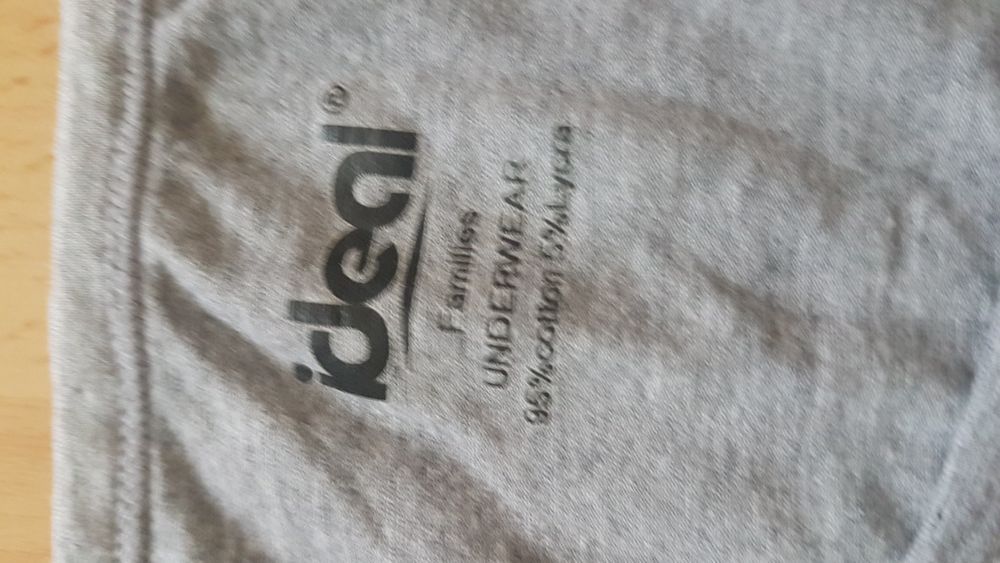 ideal®
Families
UNDERWEAR
95%cotton 5%Lycra